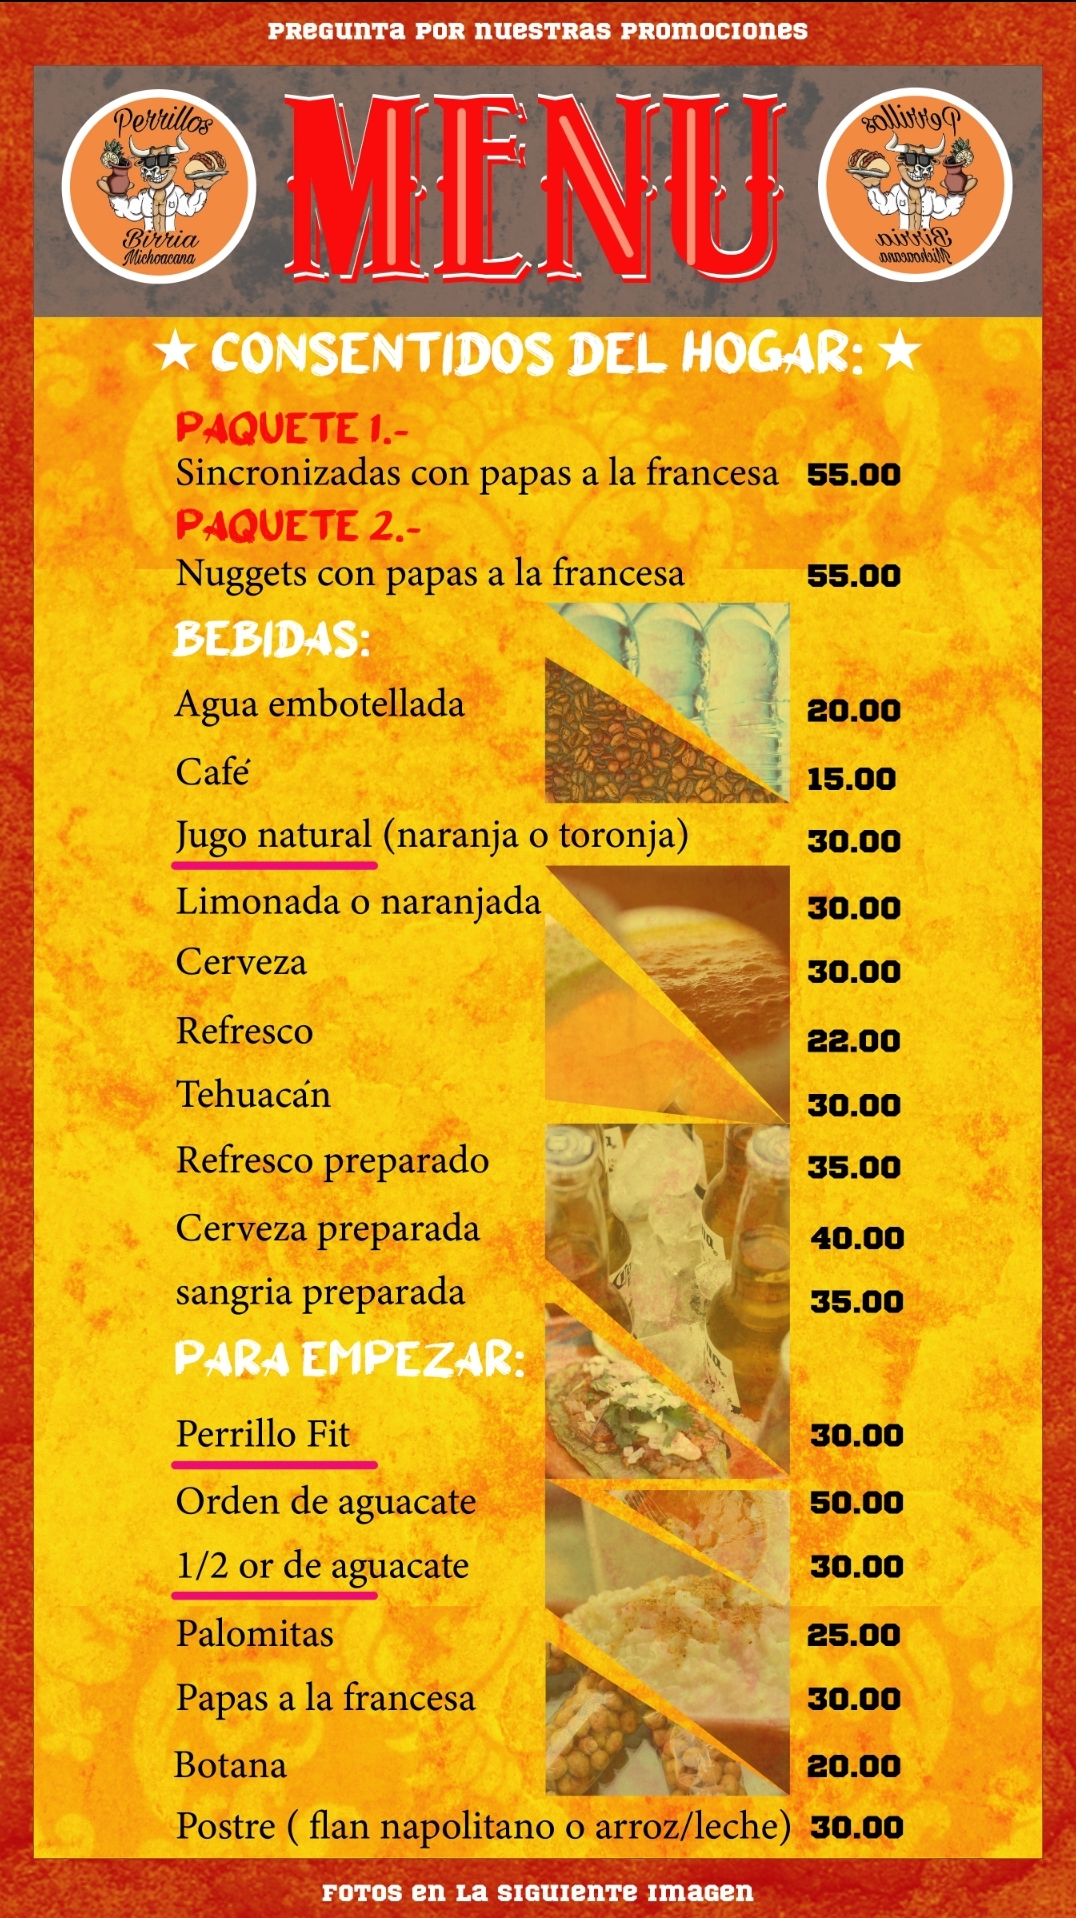 PREGUNTA POR NUESTRAS PROMOCIONES
Perrillos
Birria
Michoacana
MENU
Perrillos
Birria
Michoacana
★ CONSENTIDOS DEL HOGAR: ★
PAQUETE 1.-
Sincronizadas con papas a la francesa 55.00
PAQUETE 2.-
Nuggets con papas a la francesa 55.00
BEBIDAS:
Agua embotellada 20.00
Café 15.00
Jugo natural (naranja o toronja) 30.00
Limonada o naranjada 30.00
Cerveza 30.00
Refresco 22.00
Tehuacán 30.00
Refresco preparado 35.00
Cerveza preparada 40.00
sangria preparada 35.00
PARA EMPEZAR:
Perrillo Fit 30.00
Orden de aguacate 50.00
1/2 or de aguacate 30.00
Palomitas 25.00
Papas a la francesa 30.00
Botana 20.00
Postre ( flan napolitano o arroz/leche) 30.00
FOTOS EN LA SIGUIENTE IMAGEN